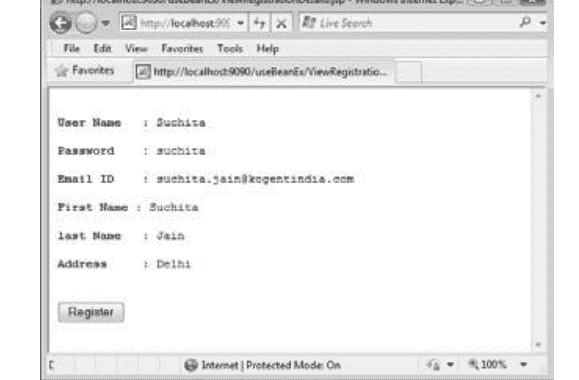 http://localhost:909 Live Search
File Edit View Favorites Tools Help
Favorites http://localhost:9090/useBeanEx/ViewRegistratio...
User Name : Suchita
Password : suchita
Email ID : suchita.jain@kogentindia.com
First Name : Suchita
last Name : Jain
Address : Delhi
Register
Internet | Protected Mode: On 100%